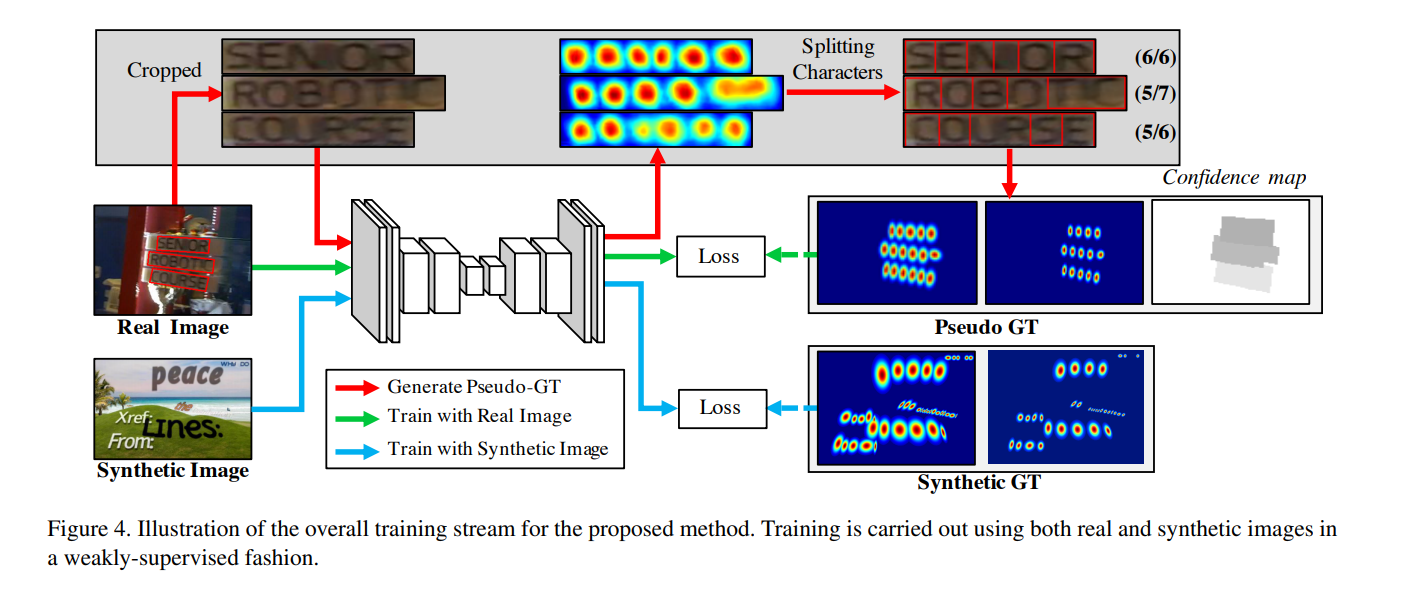 Cropped
SENIOR
ROBOTIC
COURSE
Splitting
Characters
SENIOR
ROBOTIC
COURSE
(6/6)
(5/7)
(5/6)
Confidence map
SENIOR
ROBOTIC
COURSE
Real Image
Loss
Pseudo GT
WHY DO
peace
the
Xref:
LINES:
From:
Synthetic Image
Generate Pseudo-GT
Train with Real Image
Train with Synthetic Image
Loss
Synthetic GT
Figure 4. Illustration of the overall training stream for the proposed method. Training is carried out using both real and synthetic images in
a weakly-supervised fashion.